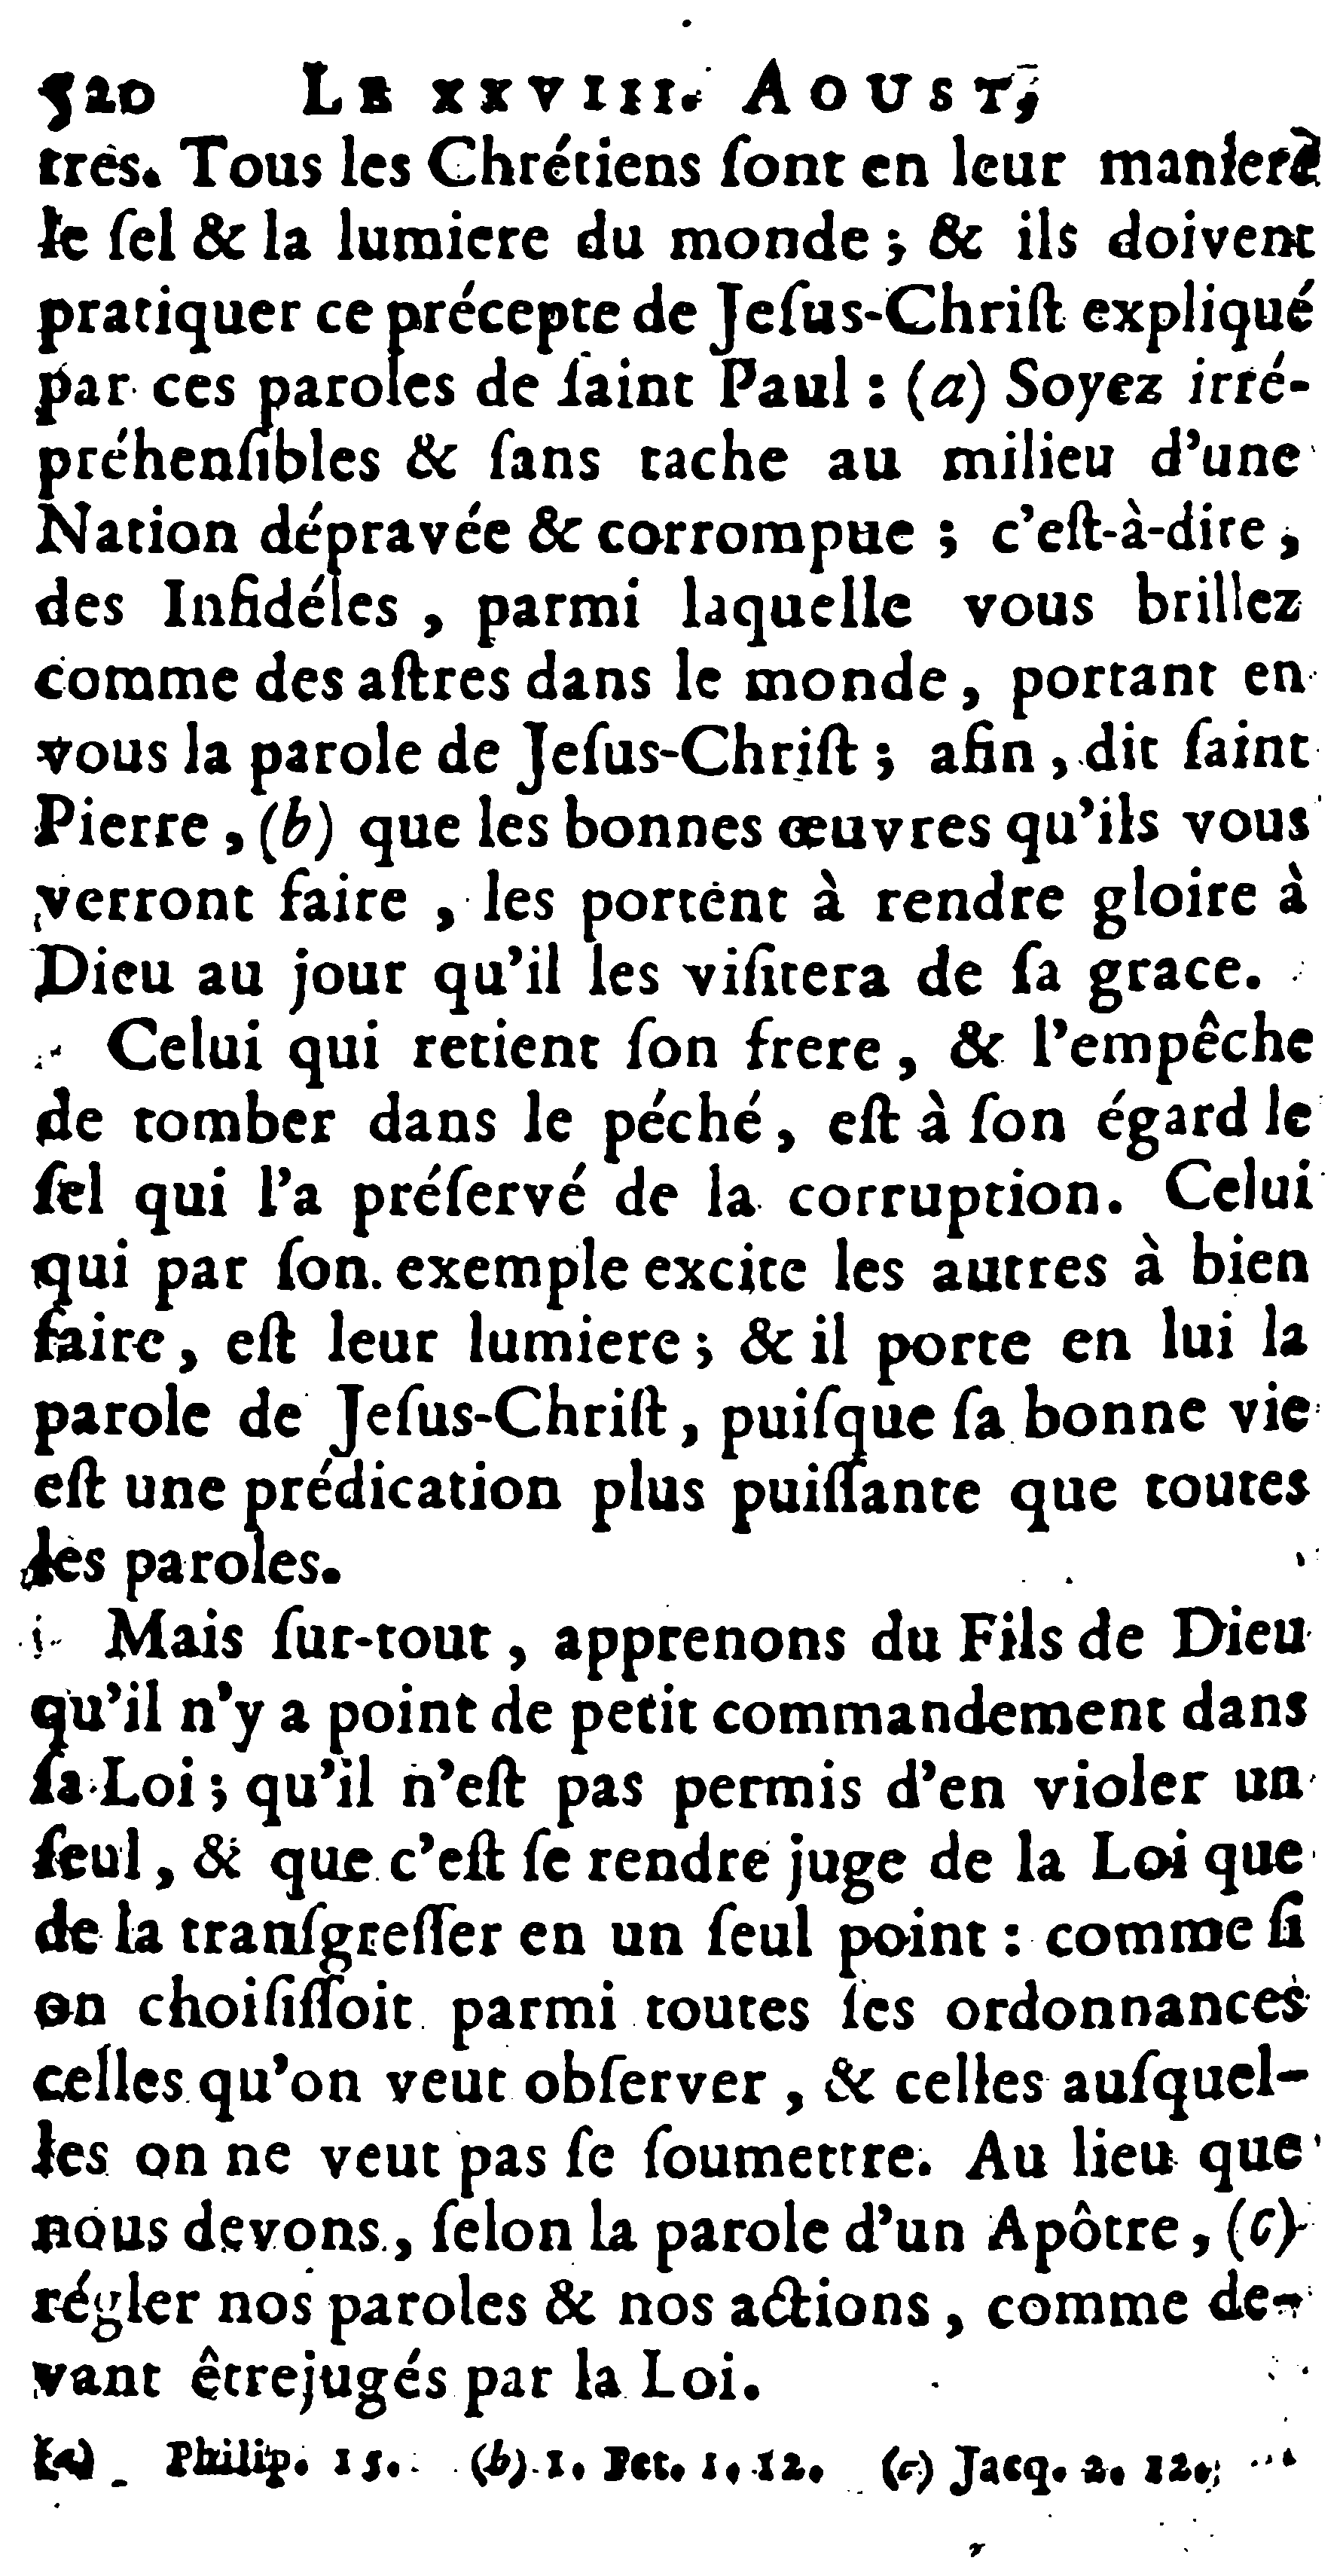 520 LE XXVIII. AOUST,
tres. Tous les Chrétiens ſont en leur maniere
le ſel & la lumiere du monde ; & ils doivent
pratiquer ce précepte de Jeſus-Chriſt expliqué
par ces paroles de ſaint Paul : (a) Soyez irré-
préhenſibles & ſans tache au milieu d'une
Nation dépravée & corrompue ; c'eſt-à-dire,
des Infidéles, parmi laquelle vous brillez
comme des aſtres dans le monde, portant en
vous la parole de Jeſus-Chriſt ; afin, dit ſaint
Pierre, (b) que les bonnes œuvres qu'ils vous
verront faire, les portent à rendre gloire à
Dieu au jour qu'il les viſitera de ſa grace.
Celui qui retient ſon frere, & l'empêche
de tomber dans le péché, eſt à ſon égard le
ſel qui l'a préſervé de la corruption. Celui
qui par ſon exemple excite les autres à bien
faire, eſt leur lumiere ; & il porte en lui la
parole de Jeſus-Chriſt, puiſque ſa bonne vie
eſt une prédication plus puiſſante que toutes
les paroles.
Mais ſur-tout, apprenons du Fils de Dieu
qu'il n'y a point de petit commandement dans
ſa Loi ; qu'il n'eſt pas permis d'en violer un
ſeul, & que c'eſt ſe rendre juge de la Loi que
de la tranſgreſſer en un ſeul point : comme ſi
on choiſiſſoit parmi toutes les ordonnances
celles qu'on veut obſerver, & celles auſquel-
les on ne veut pas ſe ſoumettre. Au lieu que
nous devons, ſelon la parole d'un Apôtre, (c)
régler nos paroles & nos actions, comme de-
vant êtrejugés par la Loi.
(a) Philip. 15. (b) 1. Pet. 1, 12. (c) Jacq. 2. 12.